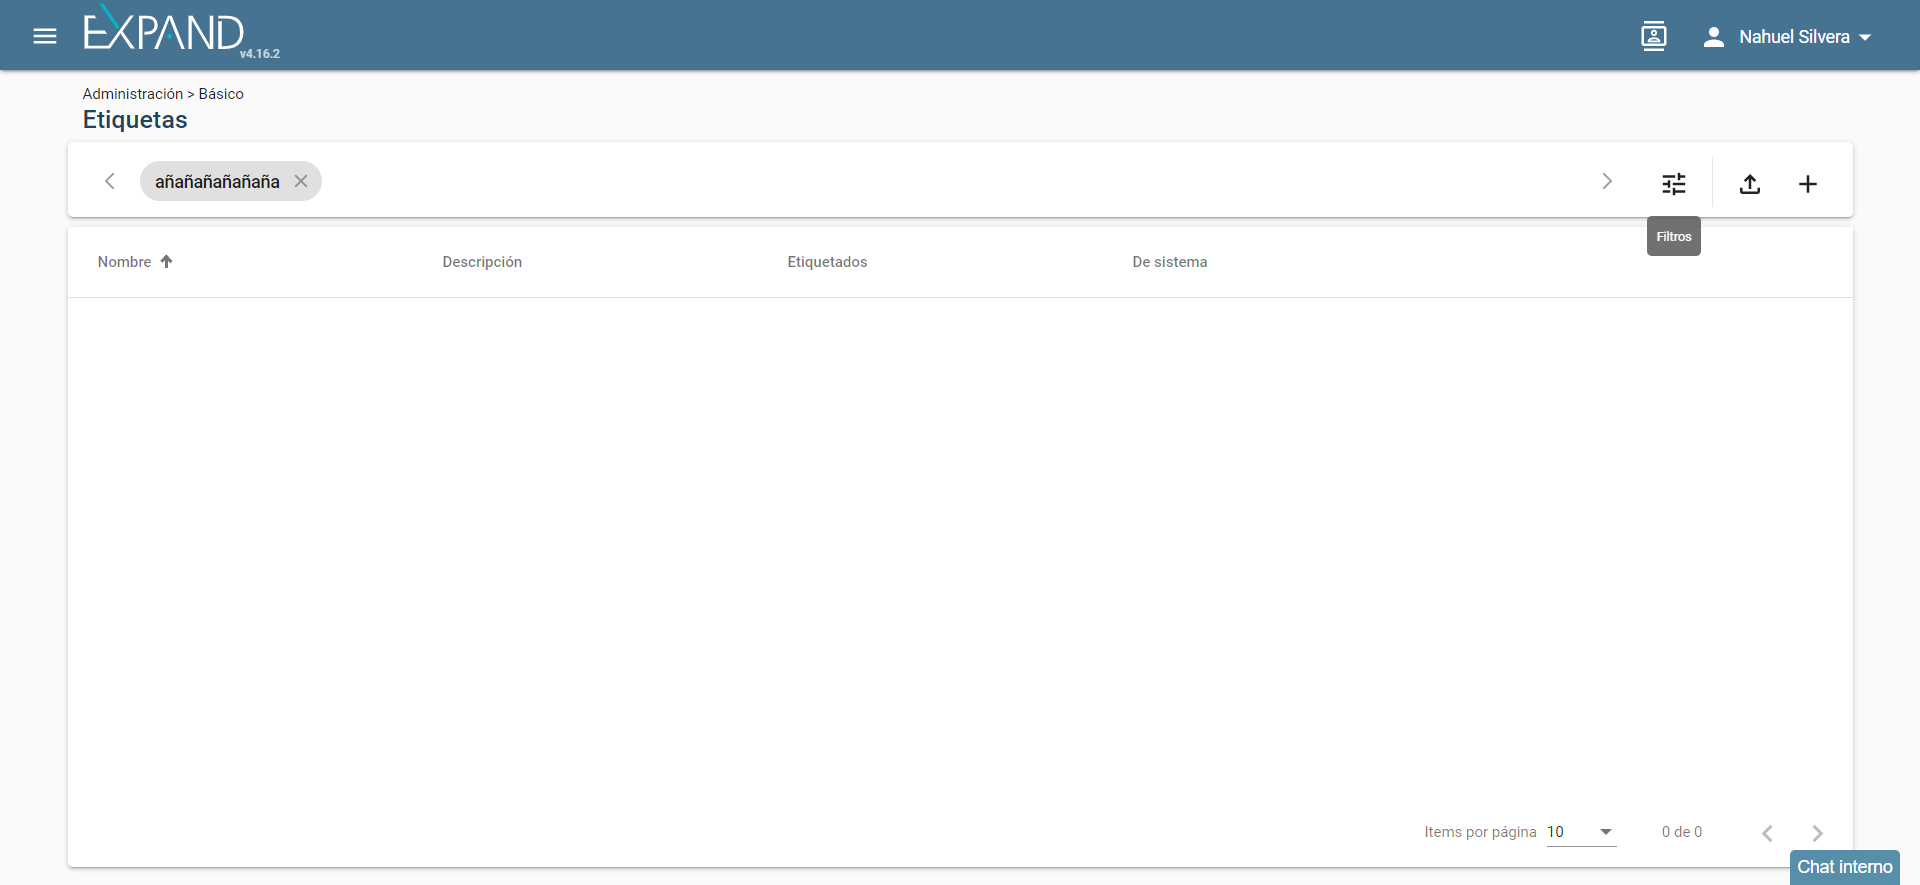 EXPAND
v4.16.2
Nahuel Silvera
Administración > Básico
Etiquetas
añañañañañaña
Filtros
Nombre Descripción Etiquetados De sistema
Items por página 10 0 de 0
Chat interno